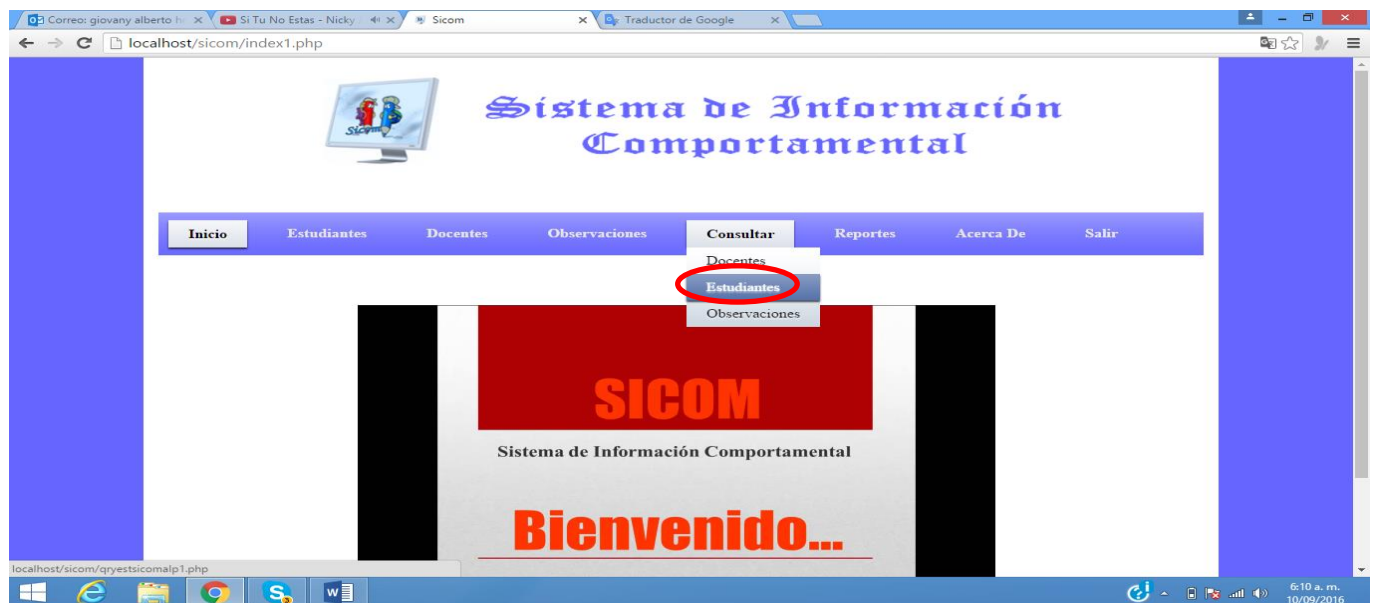 Correo: giovany alberto h
Si Tu No Estas - Nicky
Sicom
Traductor de Google
localhost/sicom/index1.php
Sicom
Sistema de Información
Comportamental
Inicio Estudiantes Docentes Observaciones Consultar Reportes Acerca De Salir
Docentes
Estudiantes
Observaciones
SICOM
Sistema de Información Comportamental
Bienvenido...
localhost/sicom/qryestsicomalp1.php
6:10 a. m.
10/09/2016